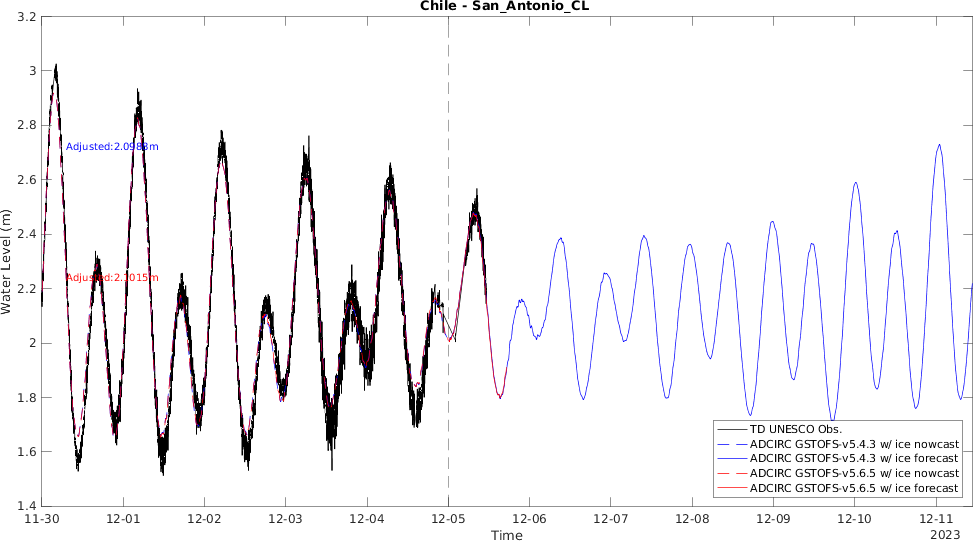 Chile - San_Antonio_CL
3.2
3
2.8
2.6
2.4
2.2
2
1.8
1.6
1.4
Water Level (m)
Adjusted:2.0983m
Adjusted:2.1015m
TD UNESCO Obs.
ADCIRC GSTOFS-v5.4.3 w/ ice nowcast
ADCIRC GSTOFS-v5.4.3 w/ ice forecast
ADCIRC GSTOFS-v5.6.5 w/ ice nowcast
ADCIRC GSTOFS-v5.6.5 w/ ice forecast
11-30 12-01 12-02 12-03 12-04 12-05 12-06 12-07 12-08 12-09 12-10 12-11
Time
2023